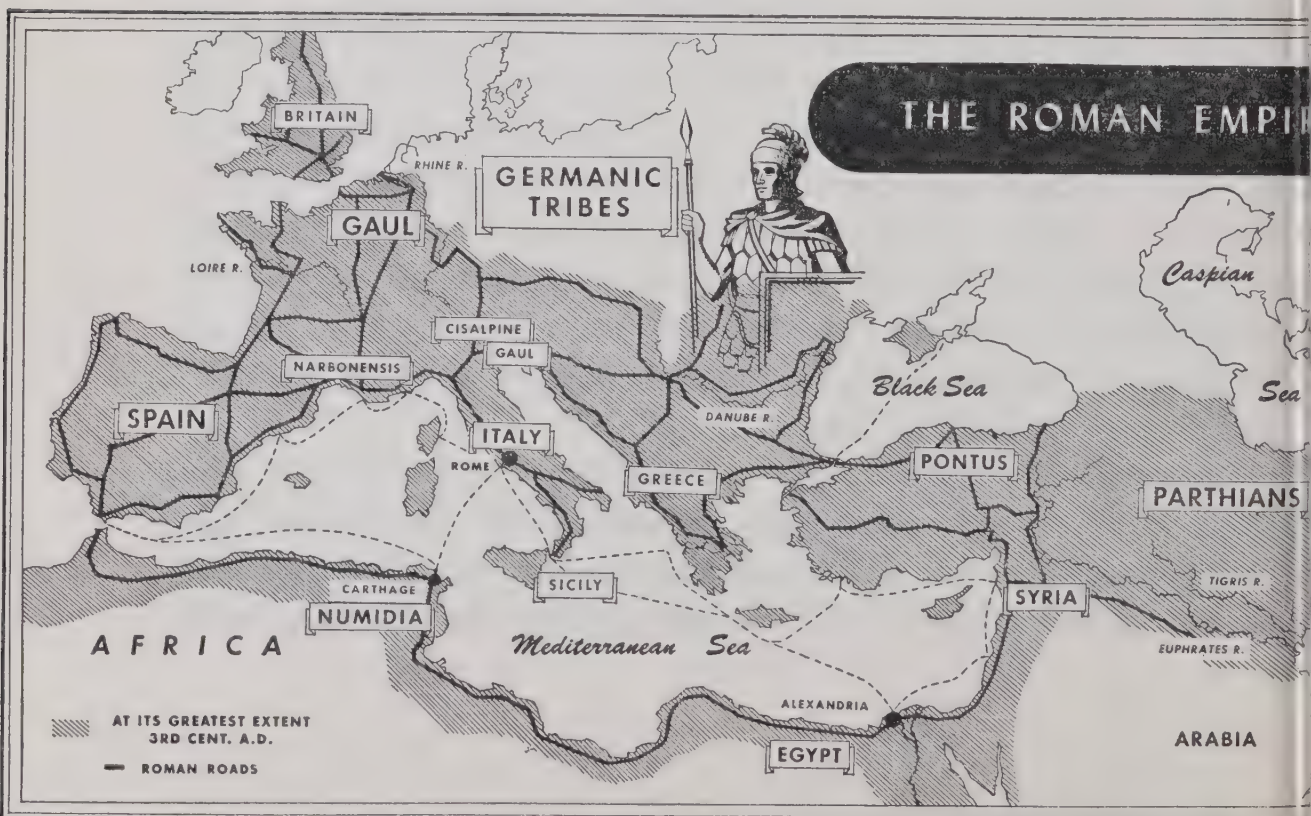 THE ROMAN EMPI
BRITAIN
RHINE R.
GERMANIC
TRIBES
GAUL
LOIRE R.
Caspian
Sea
CISALPINE
GAUL
NARBONENSIS
Black Sea
SPAIN
DANUBE R.
ITALY
ROME
GREECE
PONTUS
PARTHIANS
CARTHAGE
NUMIDIA
SICILY
SYRIA
TIGRIS R.
EUPHRATES R.
AFRICA
Mediterranean Sea
ALEXANDRIA
EGYPT
ARABIA
AT ITS GREATEST EXTENT
3RD CENT. A.D.
ROMAN ROADS